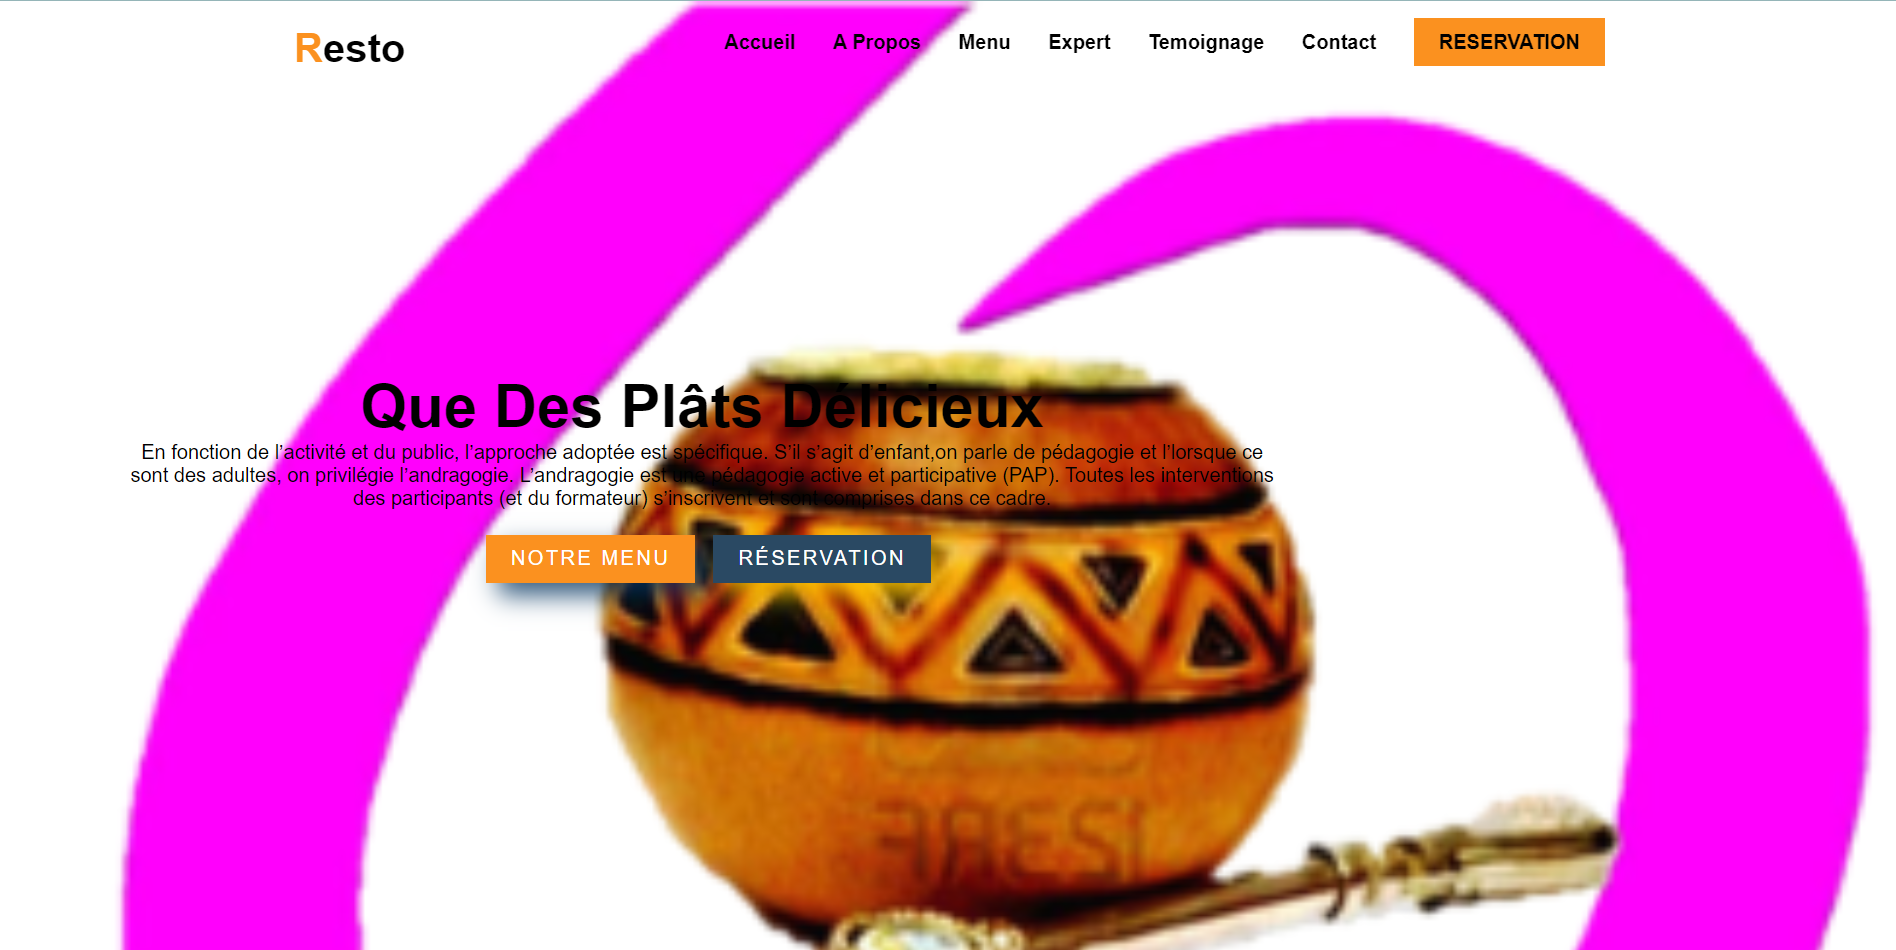 Resto
Accueil A Propos Menu Expert Temoignage Contact RESERVATION
Que Des Plâts Délicieux
En fonction de l’activité et du public, l’approche adoptée est spécifique. S’il s’agit d’enfant,on parle de pédagogie et l’lorsque ce
sont des adultes, on privilégie l’andragogie. L’andragogie est une pédagogie active et participative (PAP). Toutes les interventions
des participants (et du formateur) s’inscrivent et sont comprises dans ce cadre.
NOTRE MENU RÉSERVATION